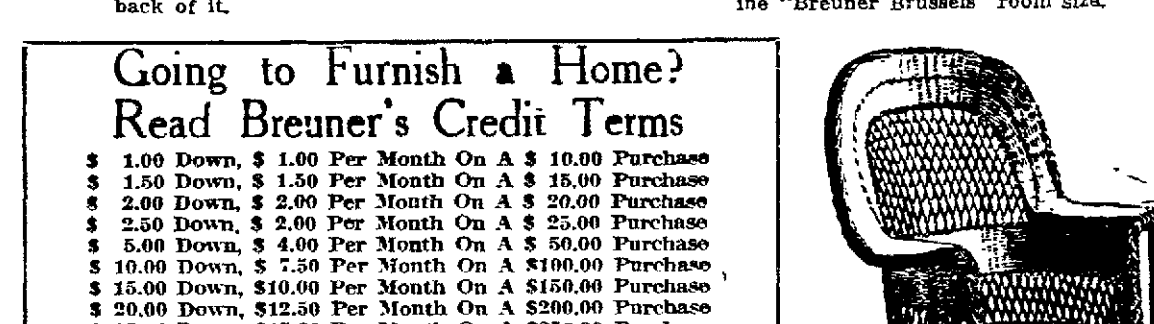 back of it.
the "Breuner Brussels" room size.
Going to Furnish a Home?
Read Breuner's Credit Terms
$ 1.00 Down, $ 1.00 Per Month On A $ 10.00 Purchase
$ 1.50 Down, $ 1.50 Per Month On A $ 15.00 Purchase
$ 2.00 Down, $ 2.00 Per Month On A $ 20.00 Purchase
$ 2.50 Down, $ 2.00 Per Month On A $ 25.00 Purchase
$ 5.00 Down, $ 4.00 Per Month On A $ 50.00 Purchase
$ 10.00 Down, $ 7.50 Per Month On A $100.00 Purchase
$ 15.00 Down, $10.00 Per Month On A $150.00 Purchase
$ 20.00 Down, $12.50 Per Month On A $200.00 Purchase